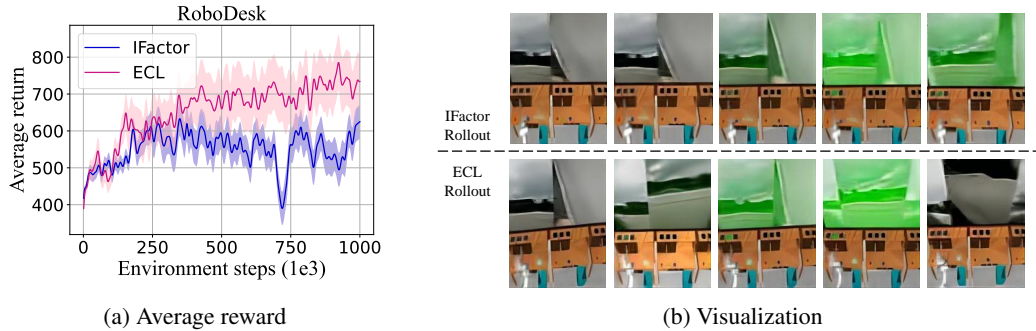 RoboDesk
IFactor
ECL
Average return
800
700
600
500
400
0
250
500
750
1000
Environment steps (1e3)
(a) Average reward
IFactor
Rollout
ECL
Rollout
(b) Visualization